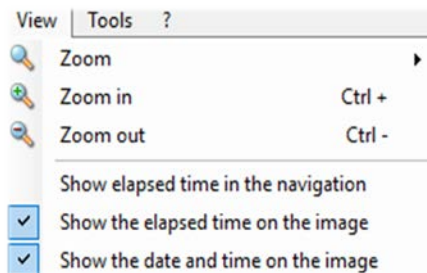 View Tools ?
Zoom
Zoom in Ctrl +
Zoom out Ctrl -
Show elapsed time in the navigation
Show the elapsed time on the image
Show the date and time on the image